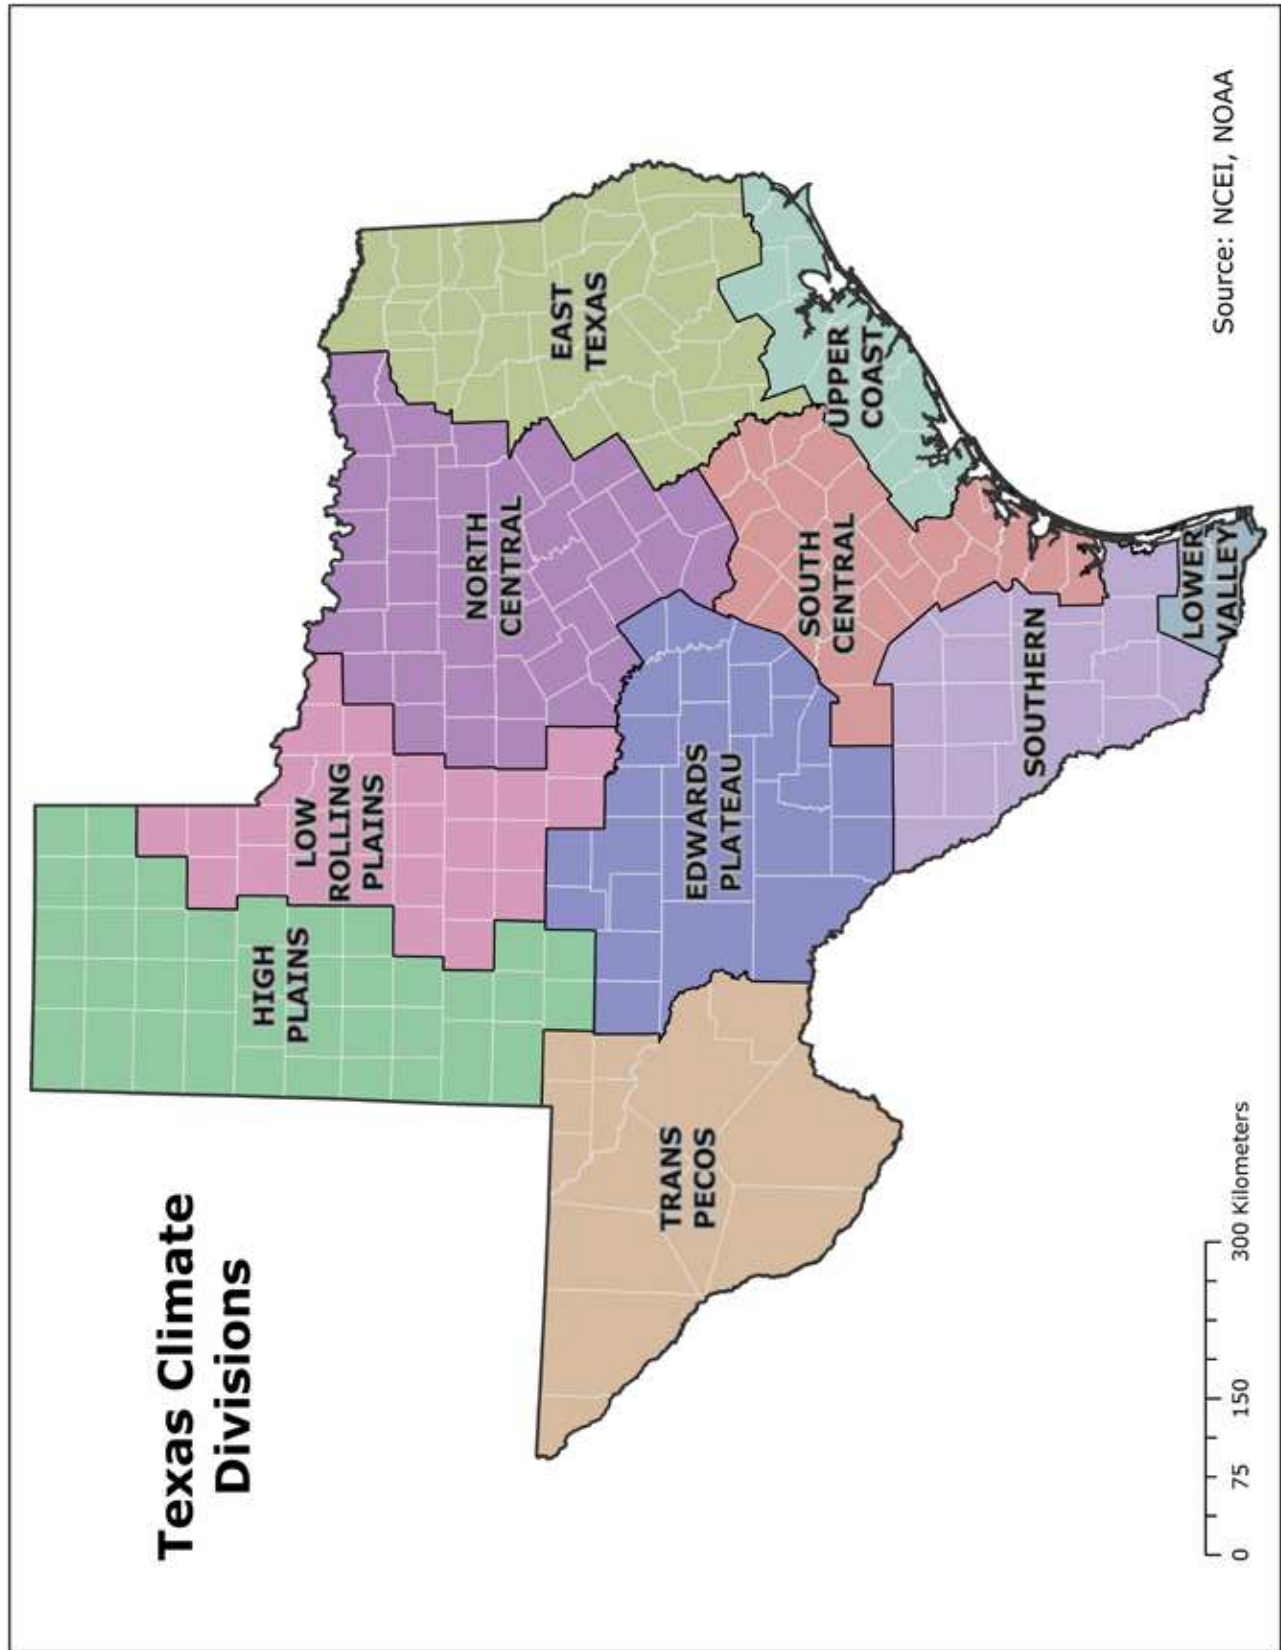 Texas Climate
Divisions
HIGH
PLAINS
LOW
ROLLING
PLAINS
NORTH
CENTRAL
EAST
TEXAS
TRANS
PECOS
EDWARDS
PLATEAU
SOUTH
CENTRAL
UPPER
COAST
SOUTHERN
LOWER
VALLEY
0 75 150 300 Kilometers
Source: NCEI, NOAA